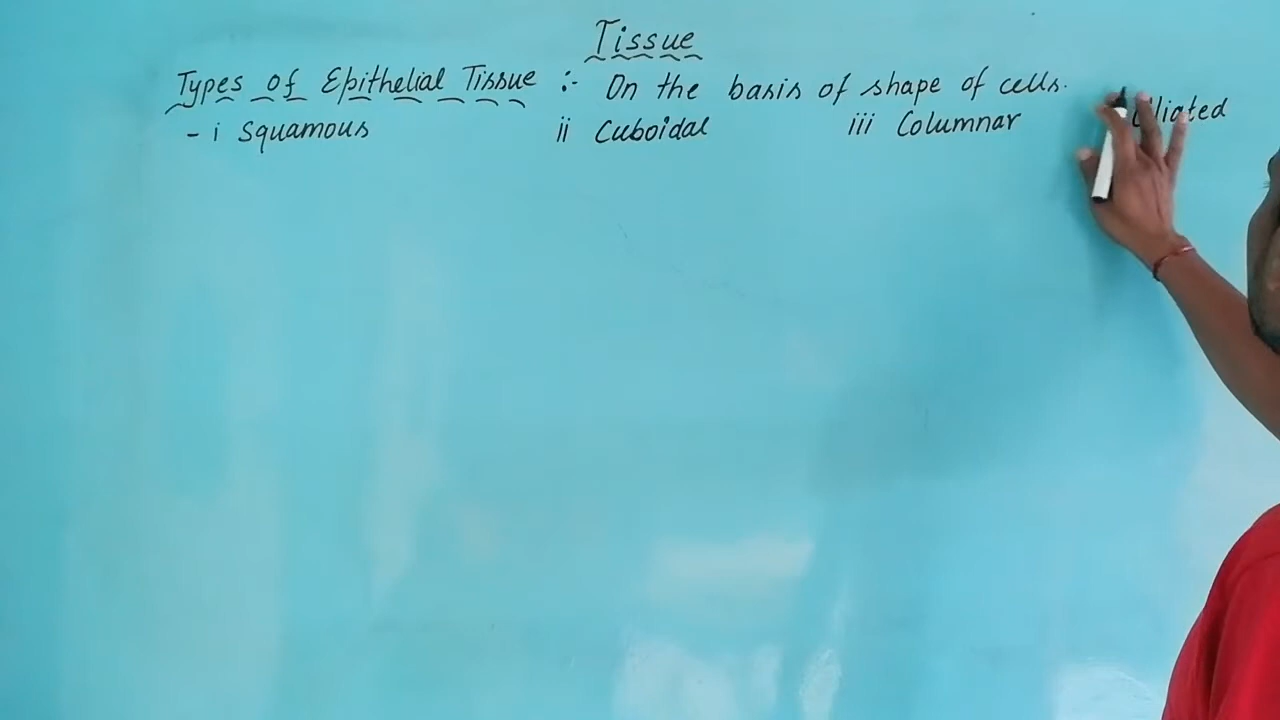 Tissue
Types of Epithelial Tissue :- On the basis of shape of cells.
- i Squamous ii Cuboidal iii Columnar Ciliated